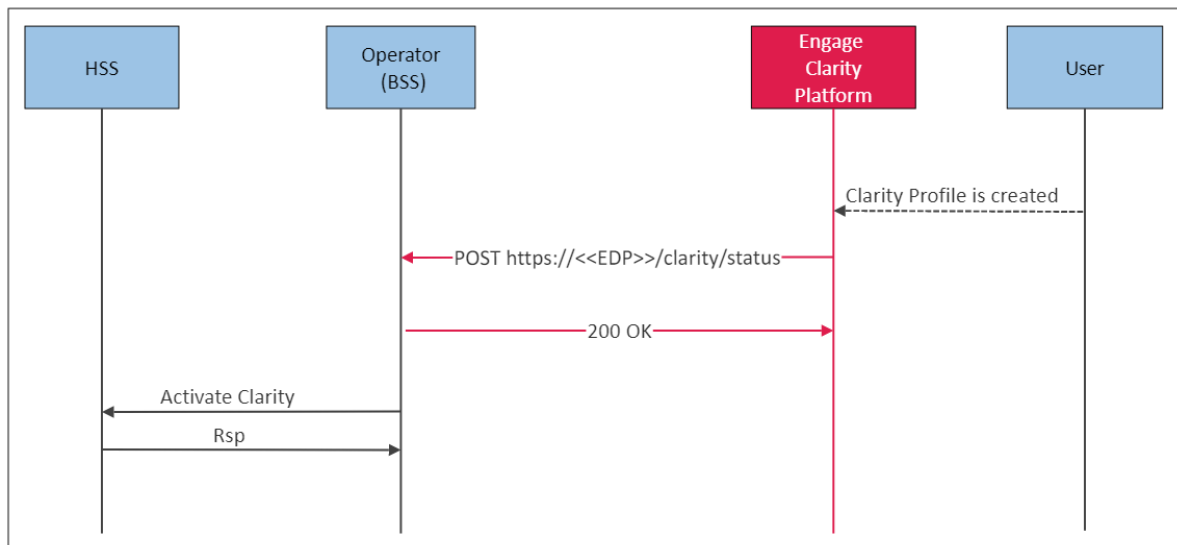 HSS
Operator
(BSS)
Engage
Clarity
Platform
User
Clarity Profile is created
POST https://<<EDP>>/clarity/status
200 OK
Activate Clarity
Rsp